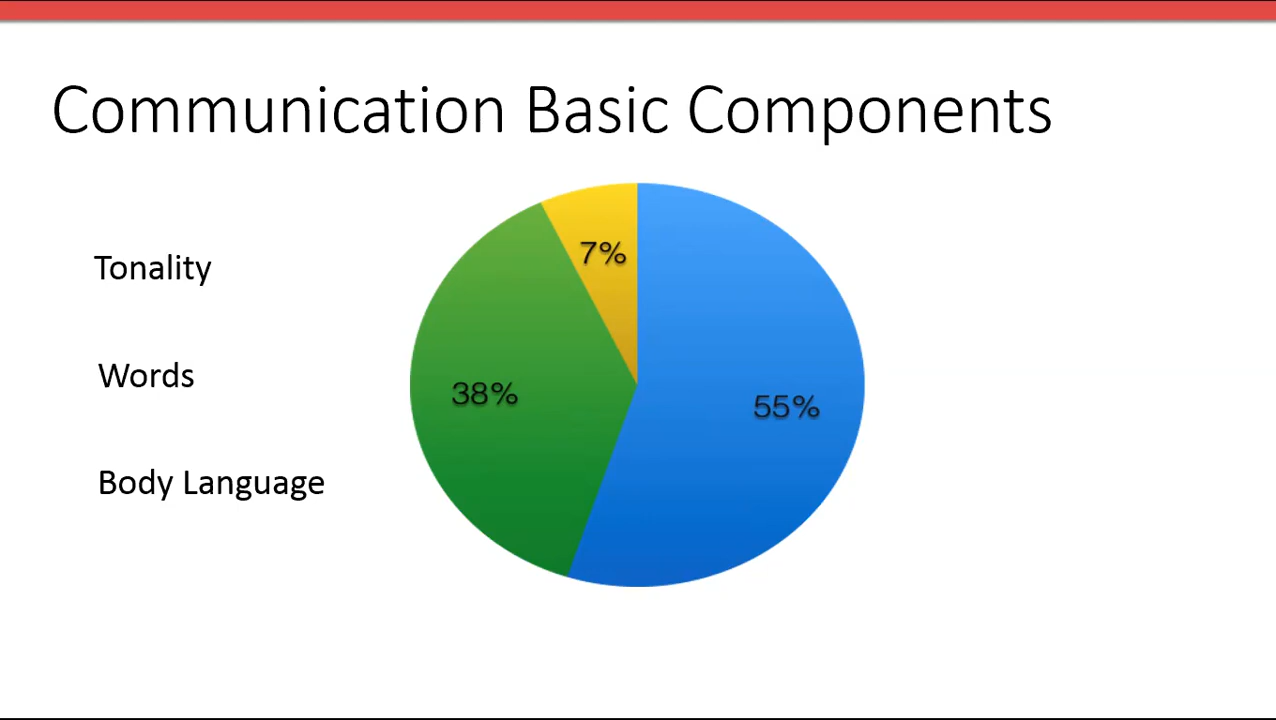 Communication Basic Components
Tonality
Words
Body Language
7%
38%
55%